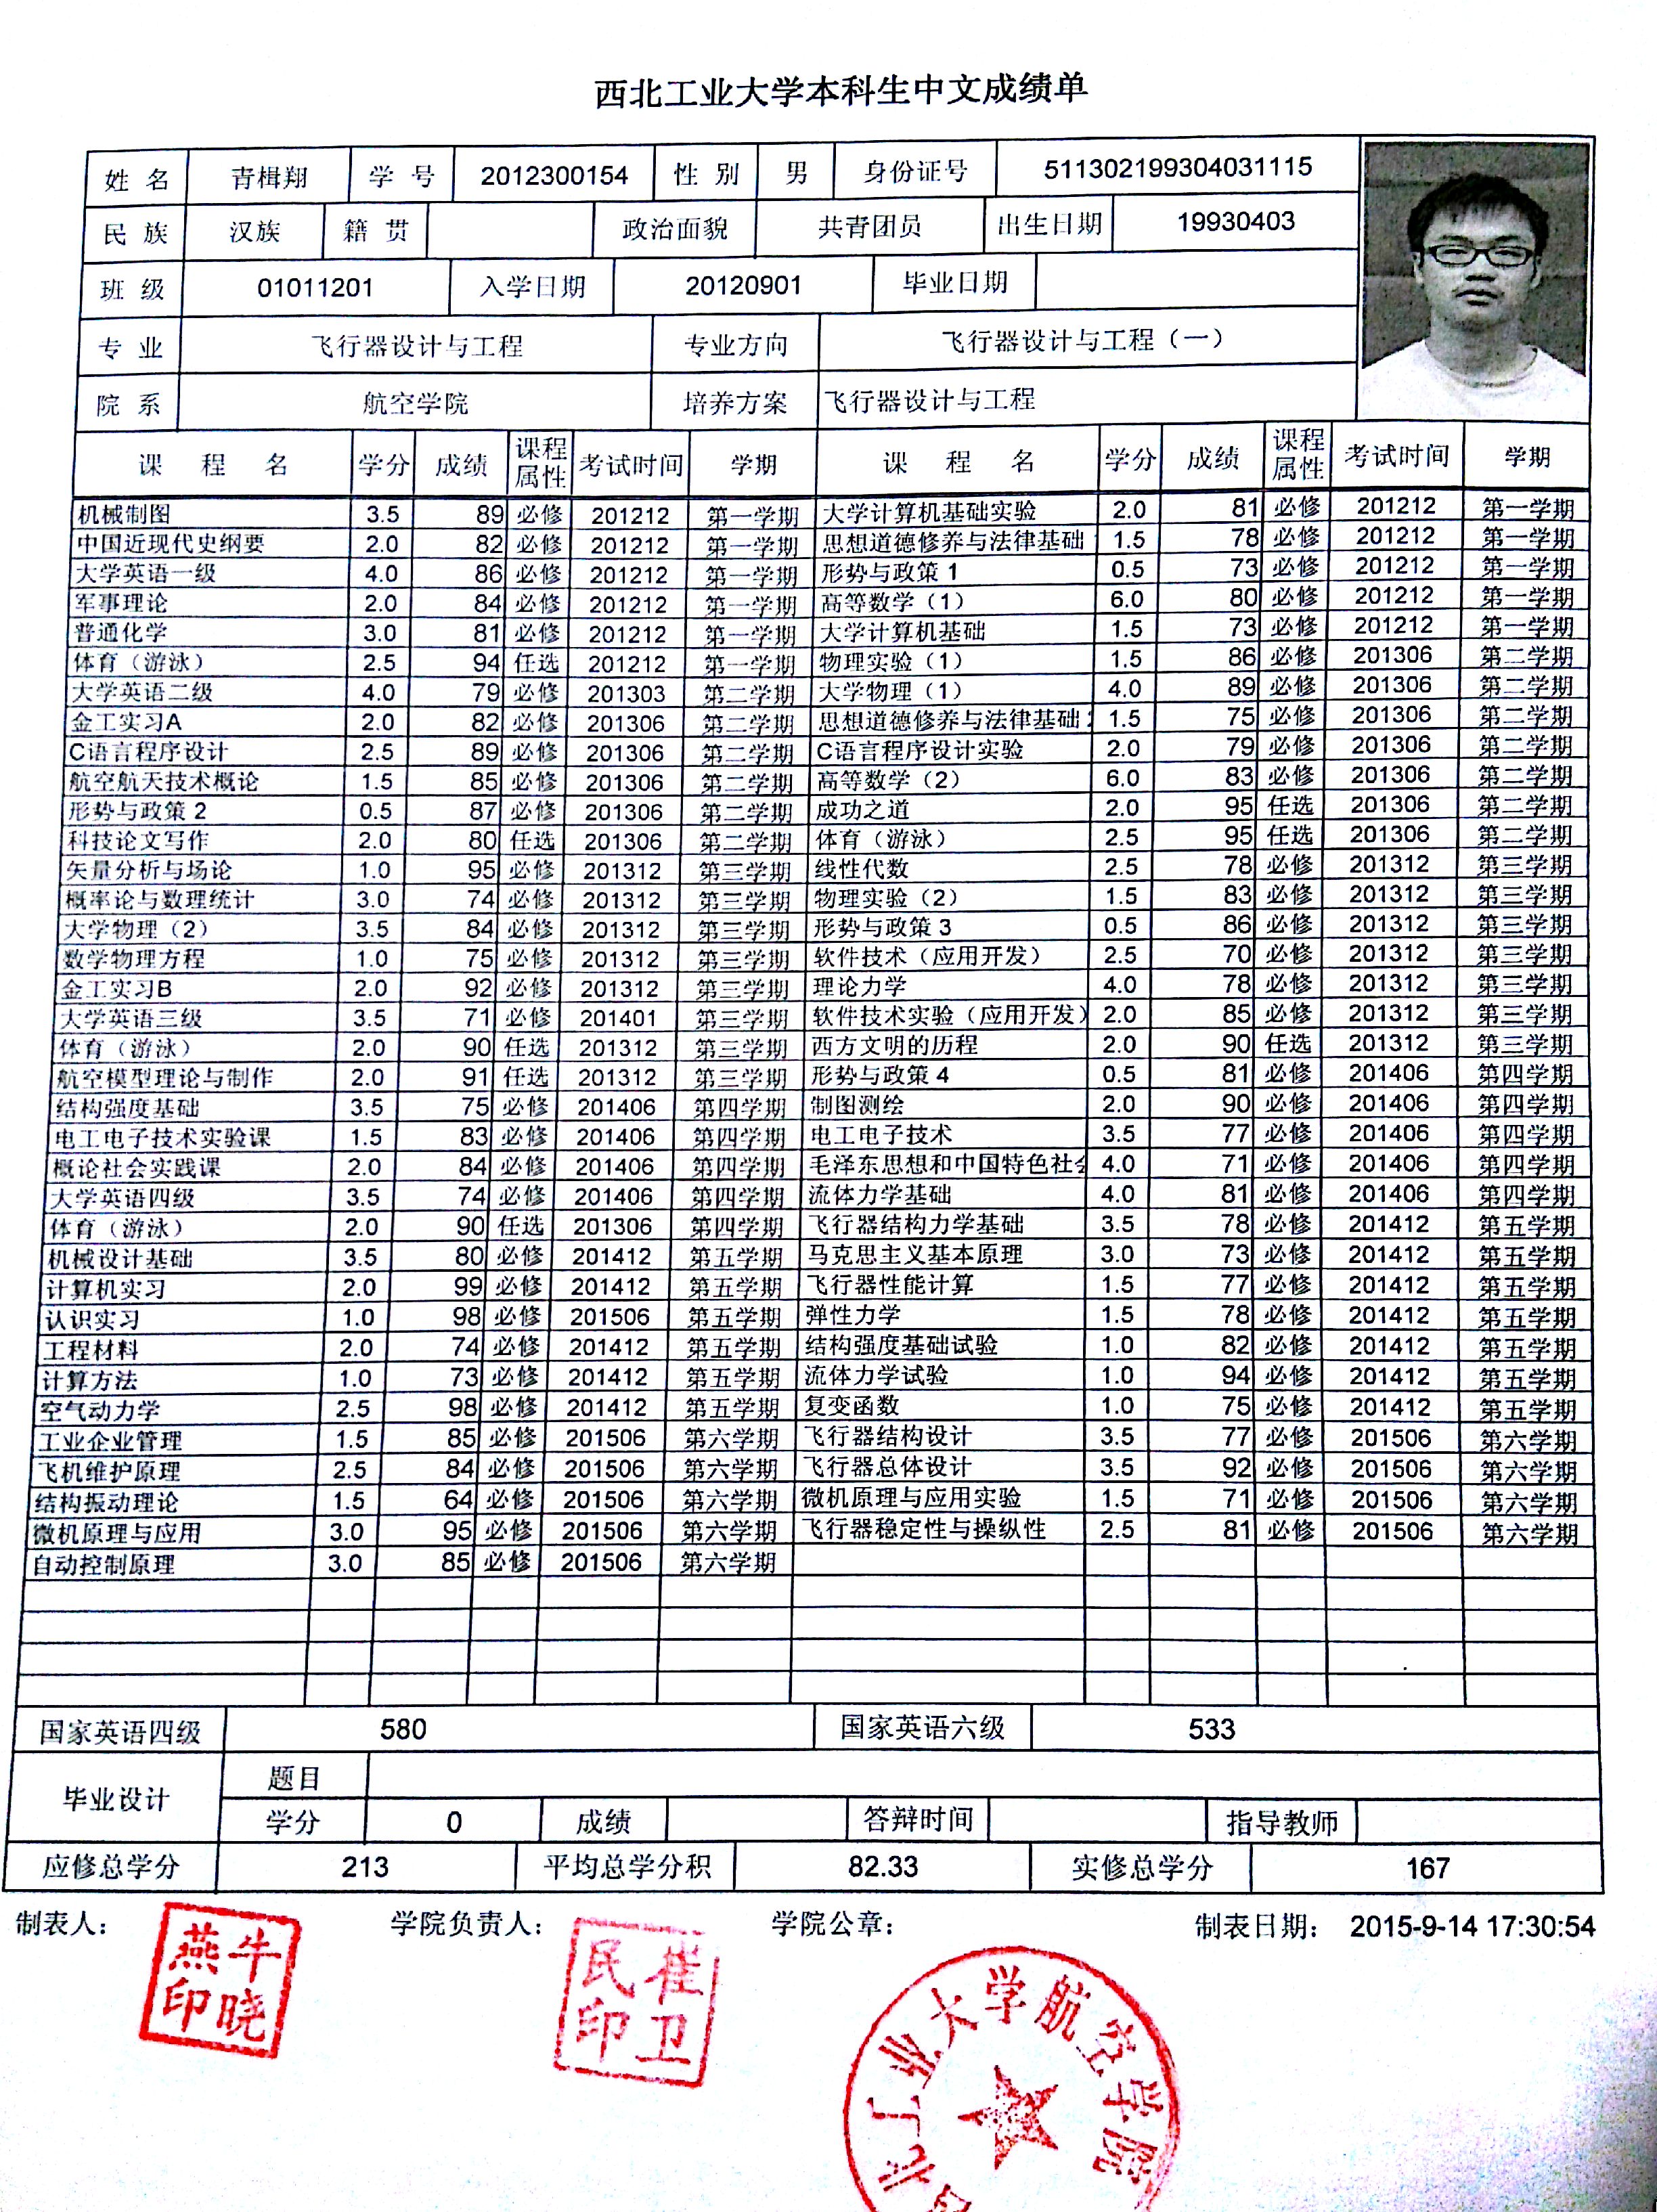 西北工业大学本科生中文成绩单
姓 名 青楫翔 学 号 2012300154 性 别 男 身份证号 511302199304031115
民 族 汉族 籍 贯 政治面貌 共青团员 出生日期 19930403
班 级 01011201 入学日期 20120901 毕业日期
专 业 飞行器设计与工程 专业方向 飞行器设计与工程（一）
院 系 航空学院 培养方案 飞行器设计与工程
课 程 名 学分 成绩 课程属性 考试时间 学期 课 程 名 学分 成绩 课程属性 考试时间 学期
机械制图 3.5 89 必修 201212 第一学期 大学计算机基础实验 2.0 81 必修 201212 第一学期
中国近现代史纲要 2.0 82 必修 201212 第一学期 思想道德修养与法律基础 1.5 78 必修 201212 第一学期
大学英语一级 4.0 86 必修 201212 第一学期 形势与政策 1 0.5 73 必修 201212 第一学期
军事理论 2.0 84 必修 201212 第一学期 高等数学（1） 6.0 80 必修 201212 第一学期
普通化学 3.0 81 必修 201212 第一学期 大学计算机基础 1.5 73 必修 201212 第一学期
体育（游泳） 2.5 94 任选 201212 第一学期 物理实验（1） 1.5 86 必修 201306 第二学期
大学英语二级 4.0 79 必修 201303 第二学期 大学物理（1） 4.0 89 必修 201306 第二学期
金工实习A 2.0 82 必修 201306 第二学期 思想道德修养与法律基础 1.5 75 必修 201306 第二学期
C语言程序设计 2.5 89 必修 201306 第二学期 C语言程序设计实验 2.0 79 必修 201306 第二学期
航空航天技术概论 1.5 85 必修 201306 第二学期 高等数学（2） 6.0 83 必修 201306 第二学期
形势与政策 2 0.5 87 必修 201306 第二学期 成功之道 2.0 95 任选 201306 第二学期
科技论文写作 2.0 80 任选 201306 第二学期 体育（游泳） 2.5 95 任选 201306 第二学期
矢量分析与场论 1.0 95 必修 201312 第三学期 线性代数 2.5 78 必修 201312 第三学期
概率论与数理统计 3.0 74 必修 201312 第三学期 物理实验（2） 1.5 83 必修 201312 第三学期
大学物理（2） 3.5 84 必修 201312 第三学期 形势与政策 3 0.5 86 必修 201312 第三学期
数学物理方程 1.0 75 必修 201312 第三学期 软件技术（应用开发） 2.5 70 必修 201312 第三学期
金工实习B 2.0 92 必修 201312 第三学期 理论力学 4.0 78 必修 201312 第三学期
大学英语三级 3.5 71 必修 201401 第三学期 软件技术实验（应用开发） 2.0 85 必修 201312 第三学期
体育（游泳） 2.0 90 任选 201312 第三学期 西方文明的历程 2.0 90 任选 201312 第三学期
航空模型理论与制作 2.0 91 任选 201312 第三学期 形势与政策 4 0.5 81 必修 201406 第四学期
结构强度基础 3.5 75 必修 201406 第四学期 制图测绘 2.0 90 必修 201406 第四学期
电工电子技术实验课 1.5 83 必修 201406 第四学期 电工电子技术 3.5 77 必修 201406 第四学期
概论社会实践课 2.0 84 必修 201406 第四学期 毛泽东思想和中国特色社会 4.0 71 必修 201406 第四学期
大学英语四级 3.5 74 必修 201406 第四学期 流体力学基础 4.0 81 必修 201406 第四学期
体育（游泳） 2.0 90 任选 201306 第四学期 飞行器结构力学基础 3.5 78 必修 201412 第五学期
机械设计基础 3.5 80 必修 201412 第五学期 马克思主义基本原理 3.0 73 必修 201412 第五学期
计算机实习 2.0 99 必修 201412 第五学期 飞行器性能计算 1.5 77 必修 201412 第五学期
认识实习 1.0 98 必修 201506 第五学期 弹性力学 1.5 78 必修 201412 第五学期
工程材料 2.0 74 必修 201412 第五学期 结构强度基础试验 1.0 82 必修 201412 第五学期
计算方法 1.0 73 必修 201412 第五学期 流体力学试验 1.0 94 必修 201412 第五学期
空气动力学 2.5 98 必修 201412 第五学期 复变函数 1.0 75 必修 201412 第五学期
工业企业管理 1.5 85 必修 201506 第六学期 飞行器结构设计 3.5 77 必修 201506 第六学期
飞机维护原理 2.5 84 必修 201506 第六学期 飞行器总体设计 3.5 92 必修 201506 第六学期
结构振动理论 1.5 64 必修 201506 第六学期 微机原理与应用实验 1.5 71 必修 201506 第六学期
微机原理与应用 3.0 95 必修 201506 第六学期 飞行器稳定性与操纵性 2.5 81 必修 201506 第六学期
自动控制原理 3.0 85 必修 201506 第六学期
国家英语四级 580 国家英语六级 533
毕业设计 题目
学分 0 成绩 答辩时间 指导教师
应修总学分 213 平均总学分积 82.33 实修总学分 167
制表人： 学院负责人： 学院公章： 制表日期： 2015-9-14 17:30:54
牛晓燕印
崔卫民印
西北工业大学航空学院